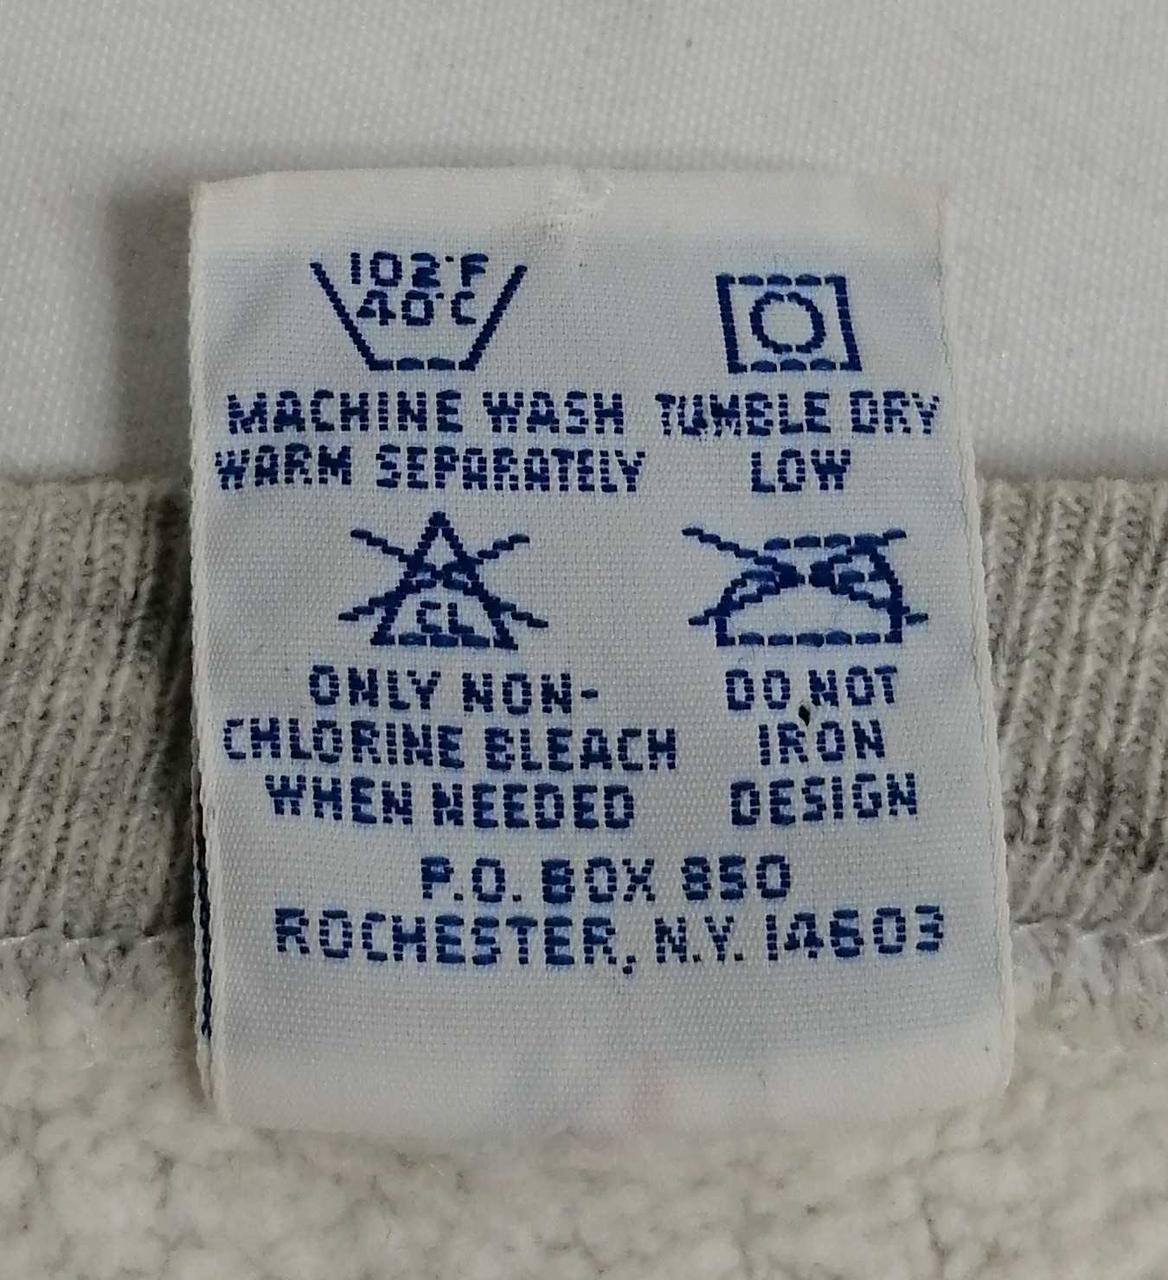 102°F
40°C
MACHINE WASH
WARM SEPARATELY
TUMBLE DRY
LOW
CL
ONLY NON-
CHLORINE BLEACH
WHEN NEEDED
DO NOT
IRON
DESIGN
P.O. BOX 850
ROCHESTER, N.Y. 14603